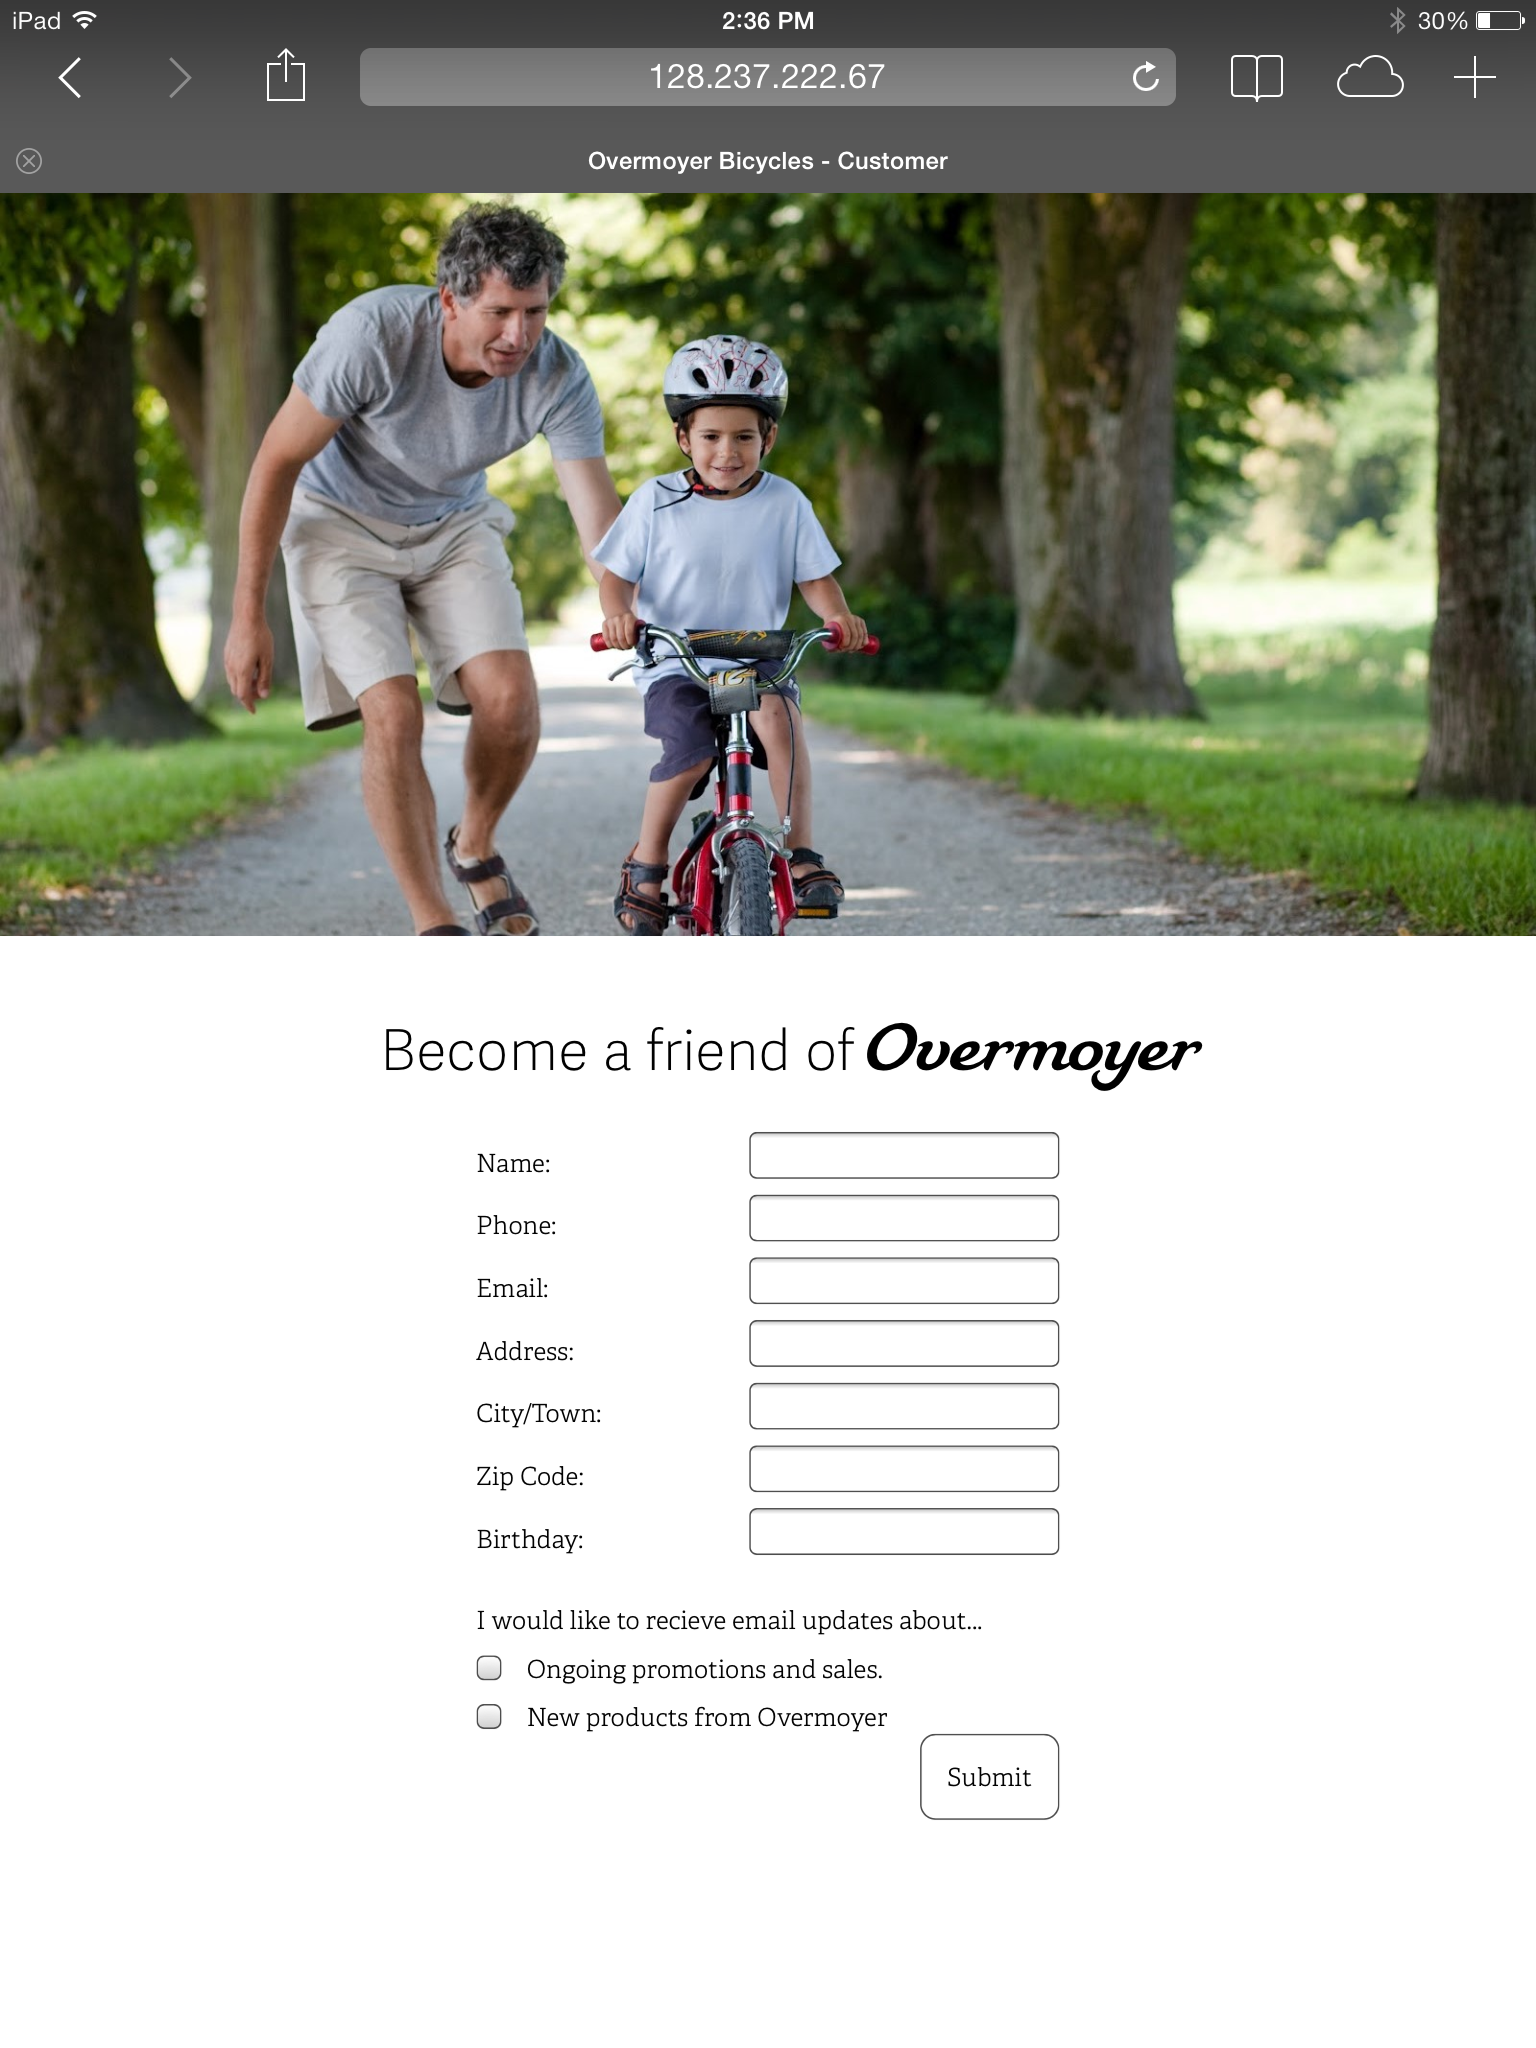 iPad 2:36 PM 30%
128.237.222.67
Overmoyer Bicycles - Customer
Become a friend of Overmoyer
Name:
Phone:
Email:
Address:
City/Town:
Zip Code:
Birthday:
I would like to recieve email updates about...
Ongoing promotions and sales.
New products from Overmoyer
Submit